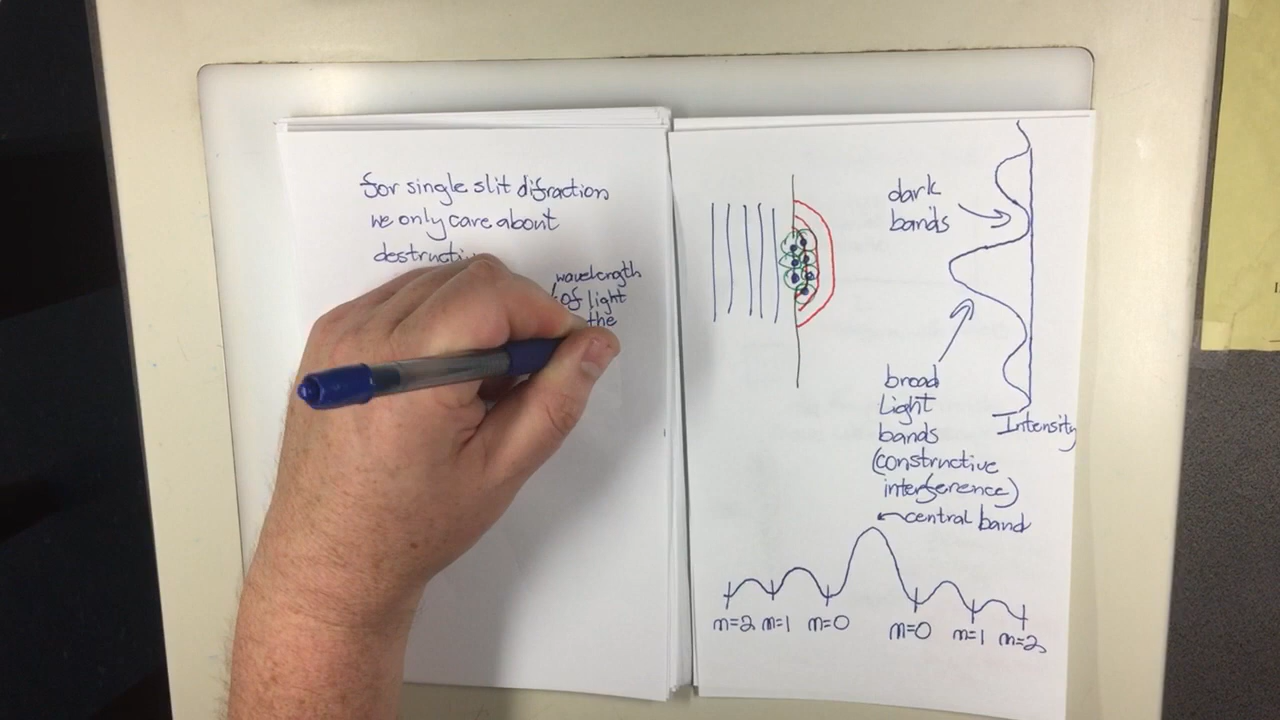 for single slit difraction
we only care about
wavelength
of light
the
dark
bands
broad
Light
bands
(constructive
interference)
Intensity
central band
m=2 m=1 m=0 m=0 m=1 m=2